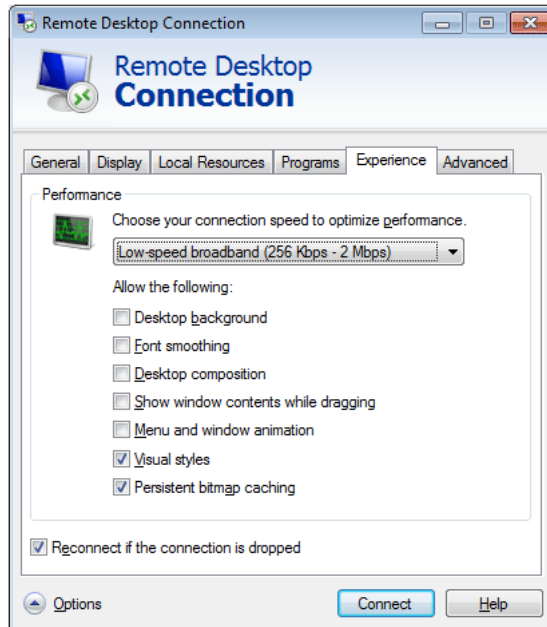 Remote Desktop Connection
Remote Desktop
Connection
General Display Local Resources Programs Experience Advanced
Performance
Choose your connection speed to optimize performance.
Low-speed broadband (256 Kbps - 2 Mbps)
Allow the following:
Desktop background
Font smoothing
Desktop composition
Show window contents while dragging
Menu and window animation
Visual styles
Persistent bitmap caching
Reconnect if the connection is dropped
Options Connect Help